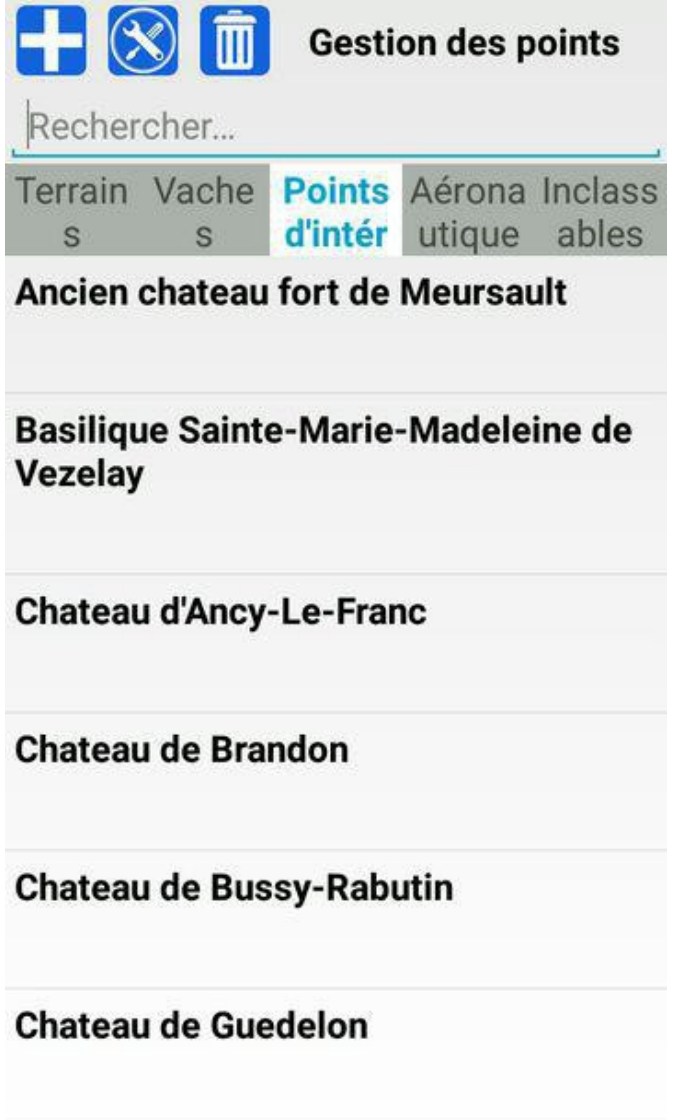 Gestion des points
Rechercher...
Terrain Vache Points Aérona Inclass
s s d'intér utique ables
Ancien chateau fort de Meursault
Basilique Sainte-Marie-Madeleine de
Vezelay
Chateau d'Ancy-Le-Franc
Chateau de Brandon
Chateau de Bussy-Rabutin
Chateau de Guedelon